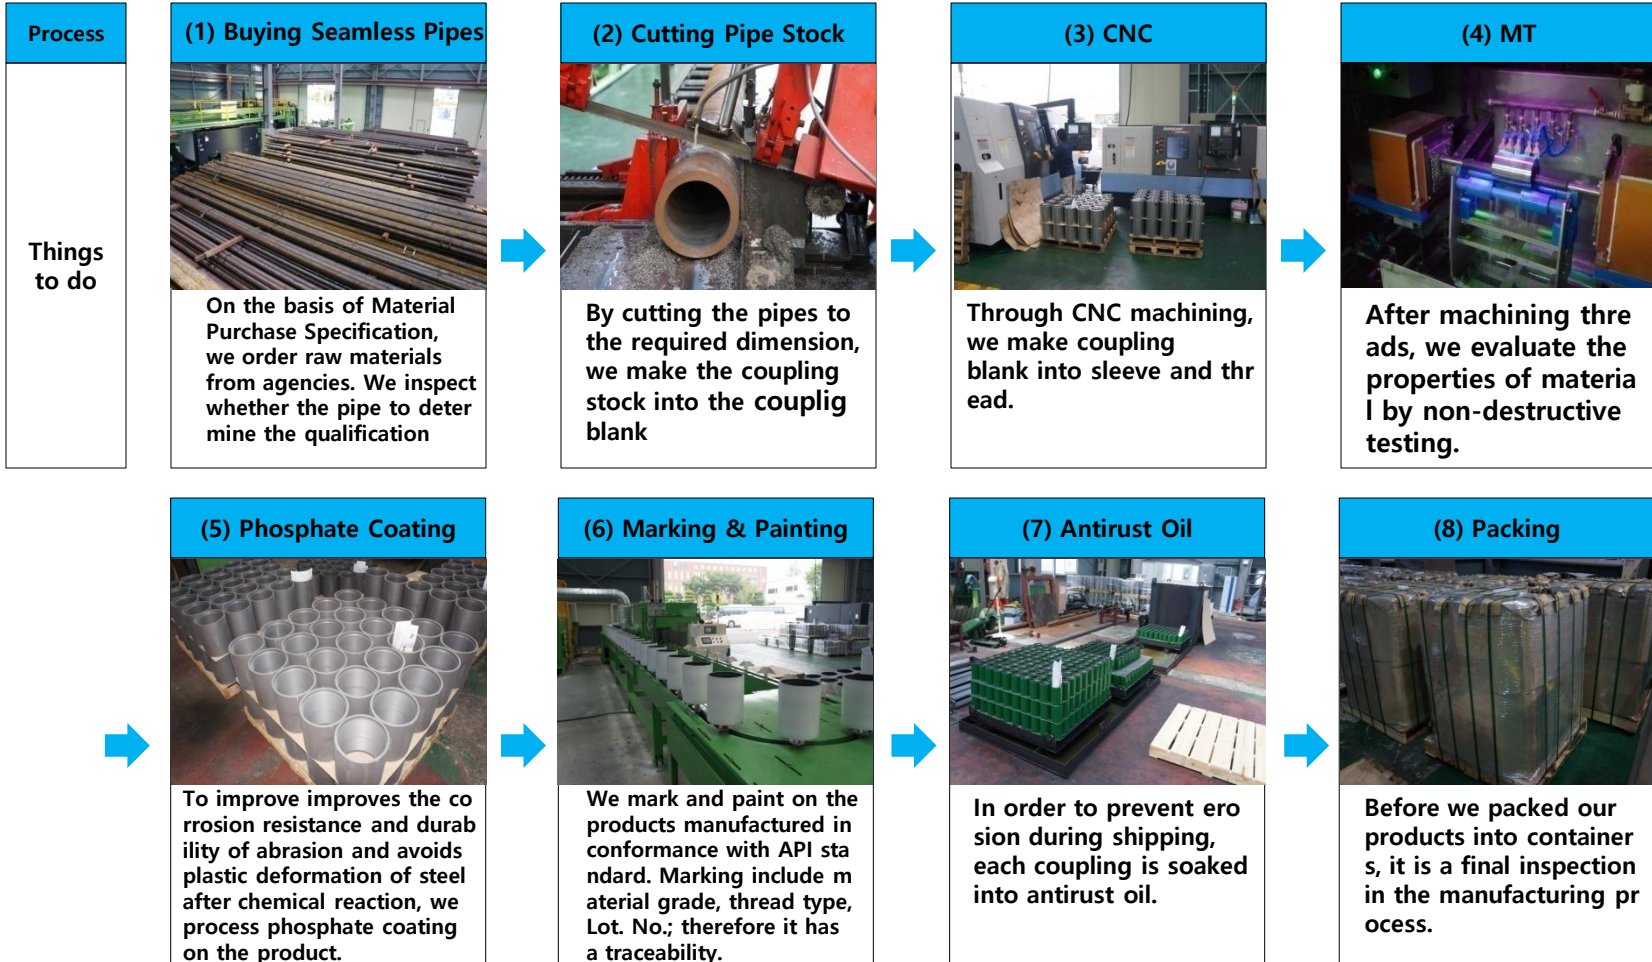 Process
(1) Buying Seamless Pipes
(2) Cutting Pipe Stock
(3) CNC
(4) MT
Things
to do
On the basis of Material
Purchase Specification,
we order raw materials
from agencies. We inspect
whether the pipe to deter
mine the qualification
By cutting the pipes to
the required dimension,
we make the coupling
stock into the couplig
blank
Through CNC machining,
we make coupling
blank into sleeve and thr
ead.
After machining thre
ads, we evaluate the
properties of materia
l by non-destructive
testing.
(5) Phosphate Coating
(6) Marking & Painting
(7) Antirust Oil
(8) Packing
To improve improves the co
rrosion resistance and durab
ility of abrasion and avoids
plastic deformation of steel
after chemical reaction, we
process phosphate coating
on the product.
We mark and paint on the
products manufactured in
conformance with API sta
ndard. Marking include m
aterial grade, thread type,
Lot. No.; therefore it has
a traceability.
In order to prevent ero
sion during shipping,
each coupling is soaked
into antirust oil.
Before we packed our
products into container
s, it is a final inspection
in the manufacturing pr
ocess.